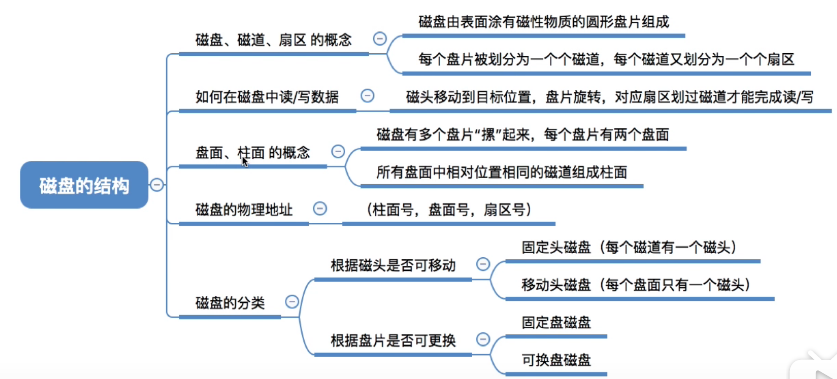 磁盘的结构
磁盘、磁道、扇区 的概念
磁盘由表面涂有磁性物质的圆形盘片组成
每个盘片被划分为一个个磁道，每个磁道又划分为一个个扇区
如何在磁盘中读/写数据
磁头移动到目标位置，盘片旋转，对应扇区划过磁道才能完成读/写
盘面、柱面 的概念
磁盘有多个盘片“摞”起来，每个盘片有两个盘面
所有盘面中相对位置相同的磁道组成柱面
磁盘的物理地址
（柱面号，盘面号，扇区号）
磁盘的分类
根据磁头是否可移动
固定头磁盘（每个磁道有一个磁头）
移动头磁盘（每个盘面只有一个磁头）
根据盘片是否可更换
固定盘磁盘
可换盘磁盘